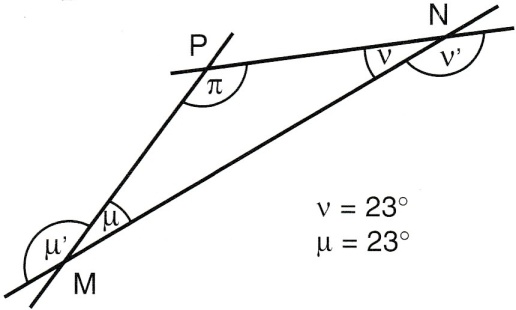 N
P
ν
ν'
π
μ
ν = 23°
μ'
μ = 23°
M